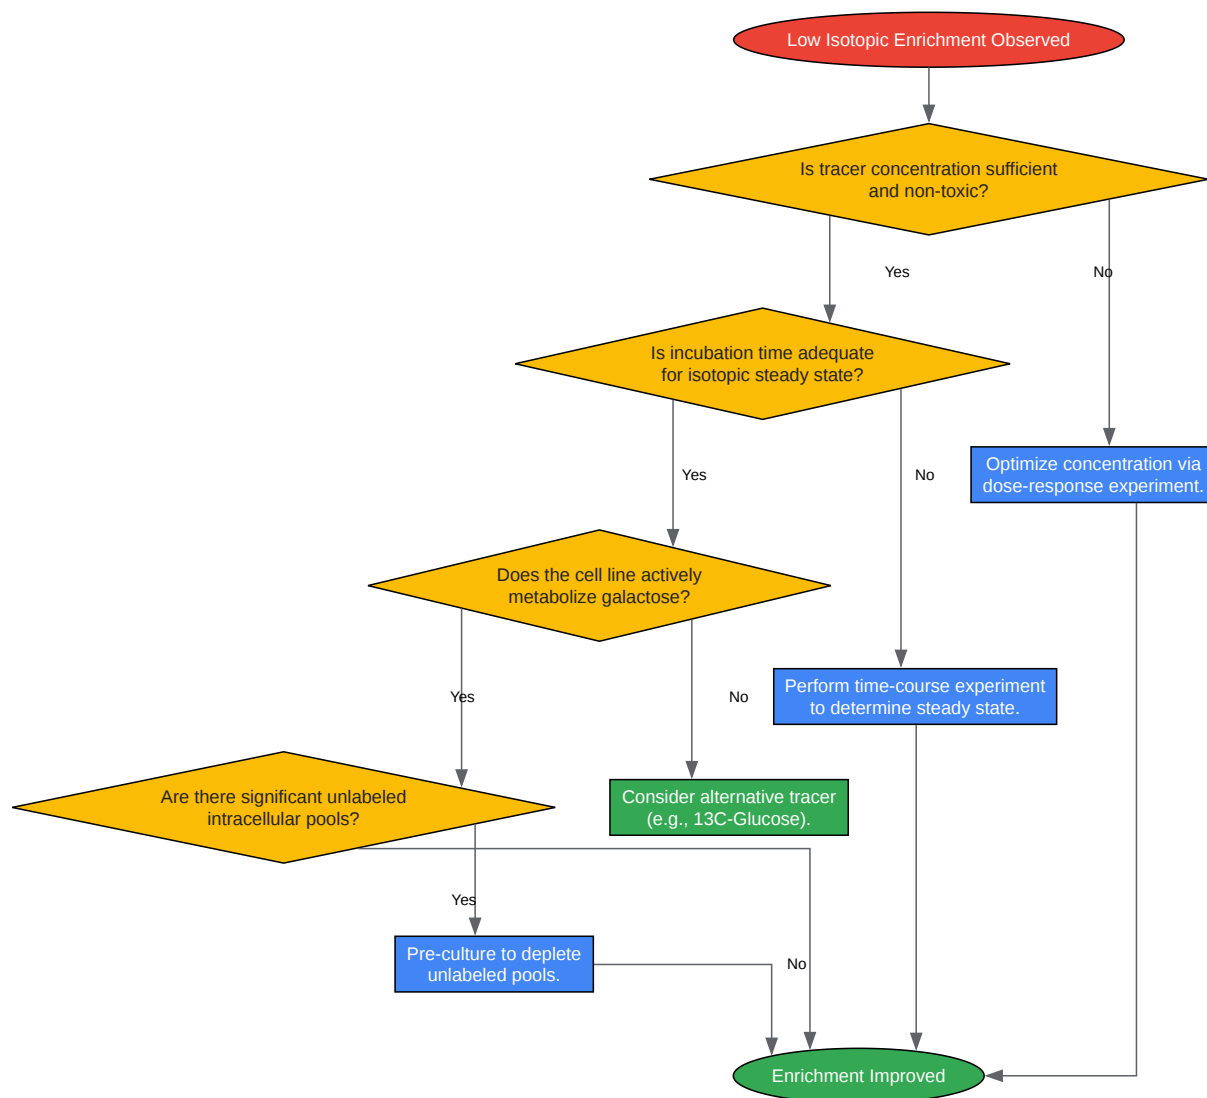 Low Isotopic Enrichment Observed
Is tracer concentration sufficient
and non-toxic?
Yes
No
Is incubation time adequate
for isotopic steady state?
Optimize concentration via
dose-response experiment.
Yes
No
Does the cell line actively
metabolize galactose?
Perform time-course experiment
to determine steady state.
Yes
No
Are there significant unlabeled
intracellular pools?
Consider alternative tracer
(e.g., 13C-Glucose).
Yes
Pre-culture to deplete
unlabeled pools.
No
Enrichment Improved